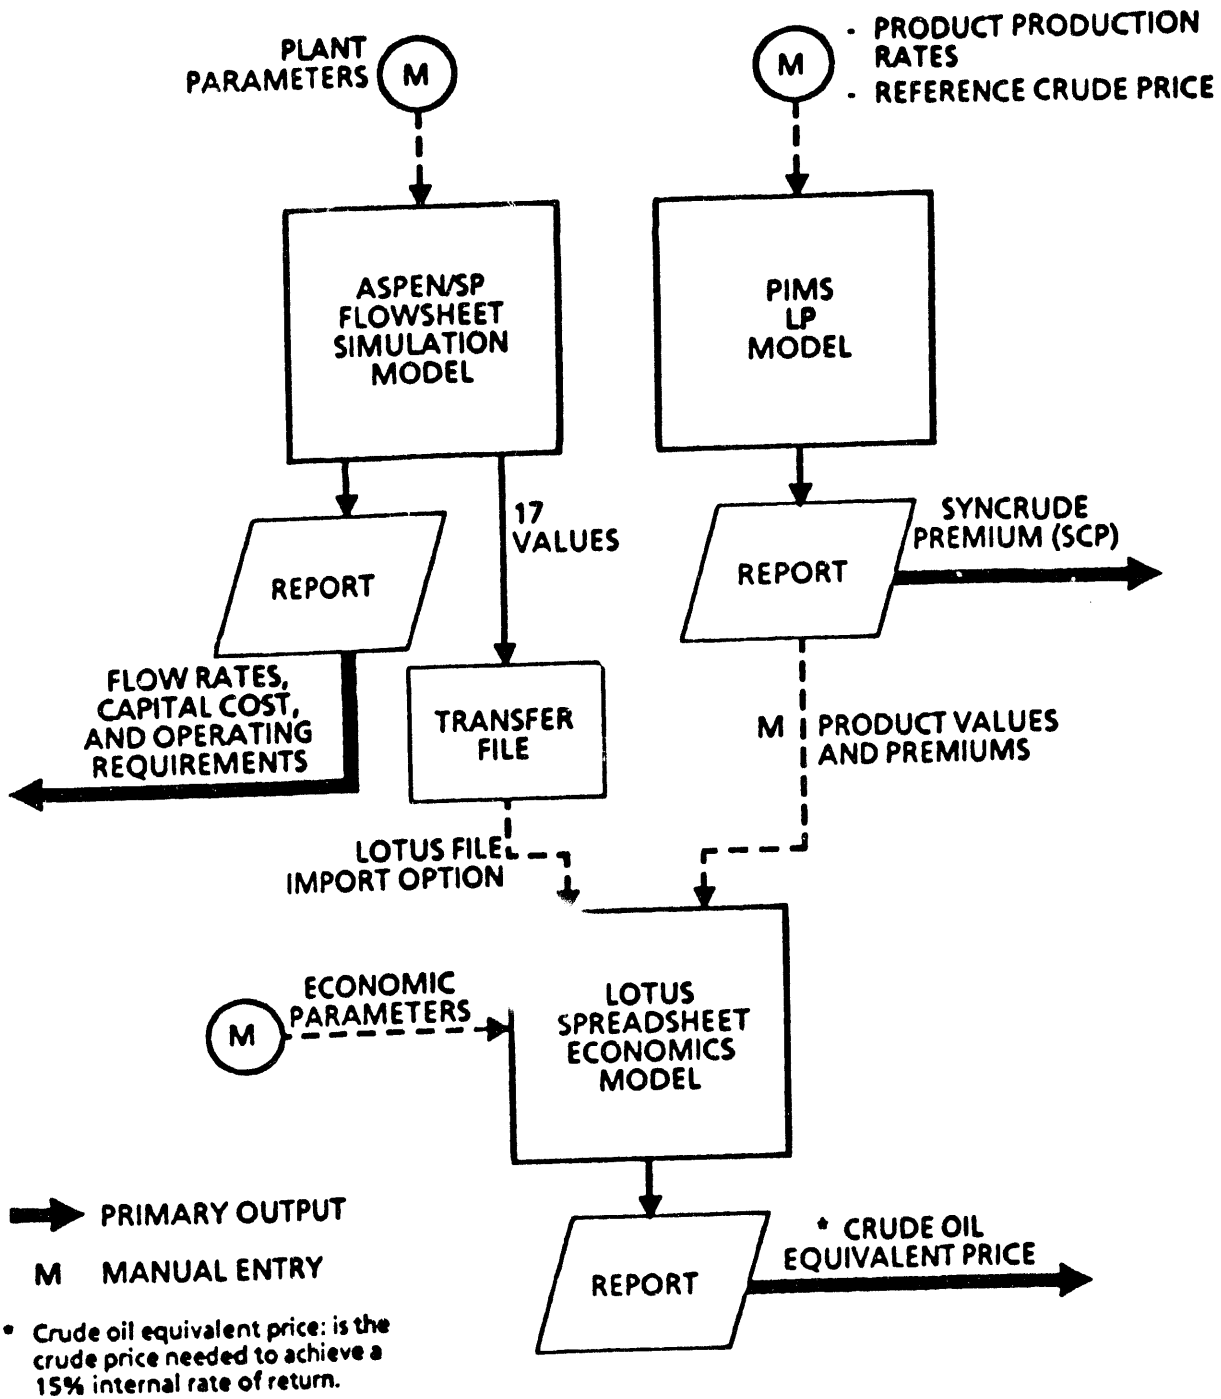 PLANT
PARAMETERS
M
M
- PRODUCT PRODUCTION
RATES
- REFERENCE CRUDE PRICE
ASPEN/SP
FLOWSHEET
SIMULATION
MODEL
PIMS
LP
MODEL
17
VALUES
REPORT
REPORT
SYNCRUDE
PREMIUM (SCP)
FLOW RATES,
CAPITAL COST,
AND OPERATING
REQUIREMENTS
TRANSFER
FILE
M
PRODUCT VALUES
AND PREMIUMS
LOTUS FILE
IMPORT OPTION
ECONOMIC
PARAMETERS
M
LOTUS
SPREADSHEET
ECONOMICS
MODEL
PRIMARY OUTPUT
M MANUAL ENTRY
REPORT
* CRUDE OIL
EQUIVALENT PRICE
* Crude oil equivalent price: is the
crude price needed to achieve a
15% internal rate of return.